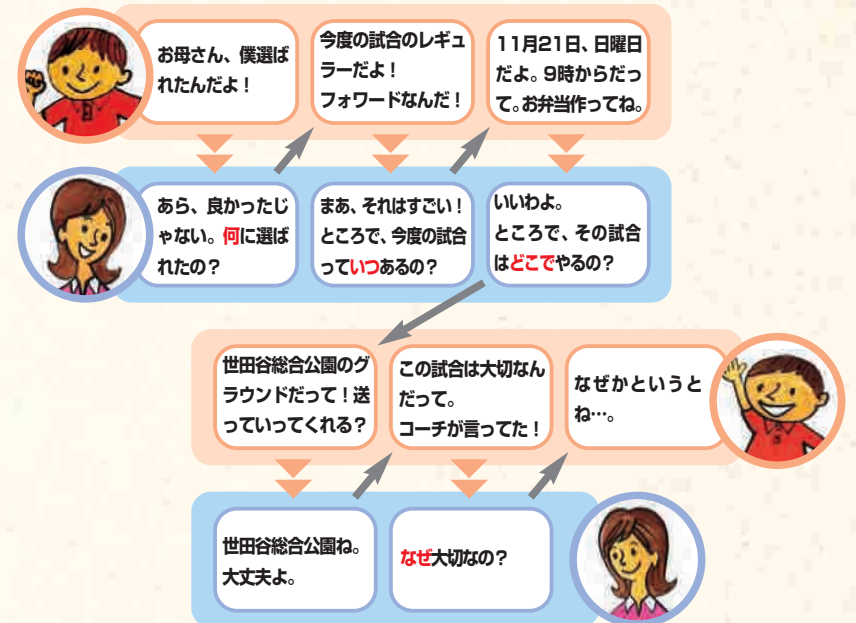 お母さん、僕選ば
れたんだよ！
あら、良かったじ
ゃない。何に選ば
れたの？
今度の試合のレギュ
ラーだよ！
フォワードなんだ！
まあ、それはすごい！
ところで、今度の試合
っていつあるの？
11月21日、日曜日
だよ。9時からだっ
て。お弁当作ってね。
いいわよ。
ところで、その試合
はどこでやるの？
世田谷総合公園のグ
ラウンドだって！送
っていってくれる？
世田谷総合公園ね。
大丈夫よ。
この試合は大切なん
だって。
コーチが言ってた！
なぜ大切なの？
なぜかというと
ね…。